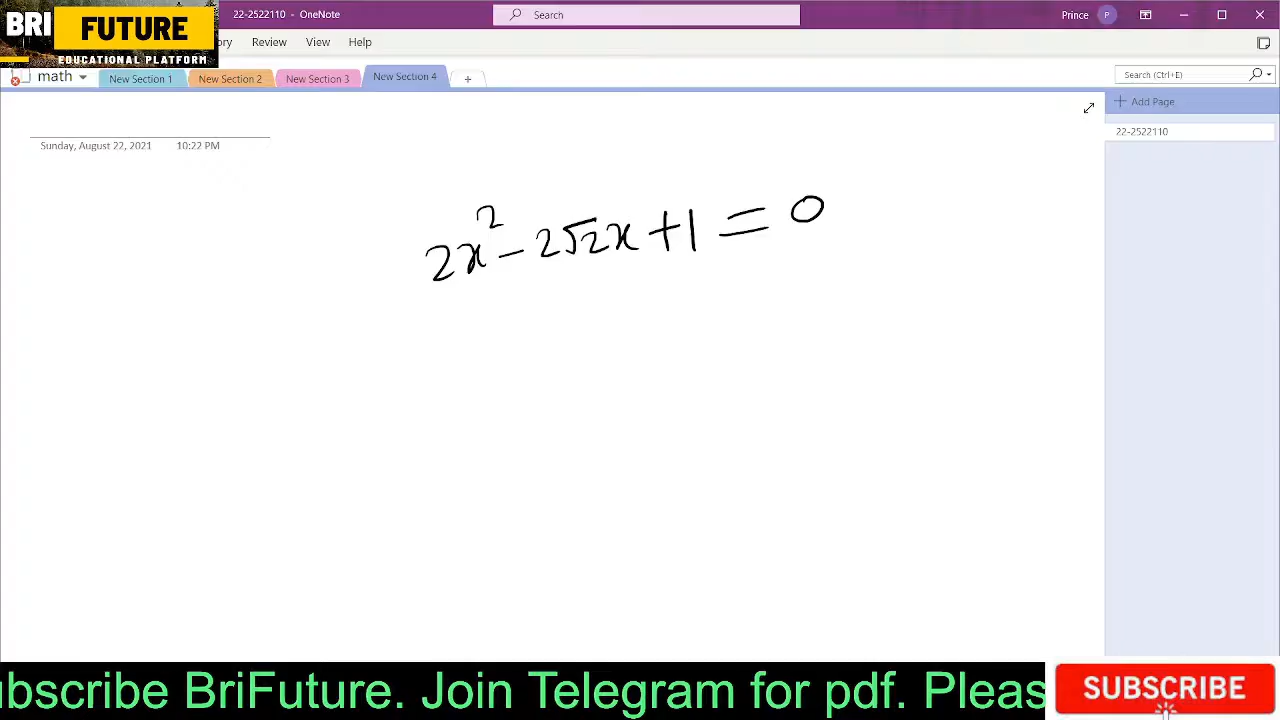 BRI FUTURE
EDUCATIONAL PLATFORM
22-2522110 - OneNote
Search
Prince P
Review View Help
math
New Section 1 New Section 2 New Section 3 New Section 4 +
Search (Ctrl+E)
Add Page
22-2522110
Sunday, August 22, 2021 10:22 PM
2x² - 2√2x + 1 = 0
ubscribe BriFuture. Join Telegram for pdf. Pleas
SUBSCRIBE